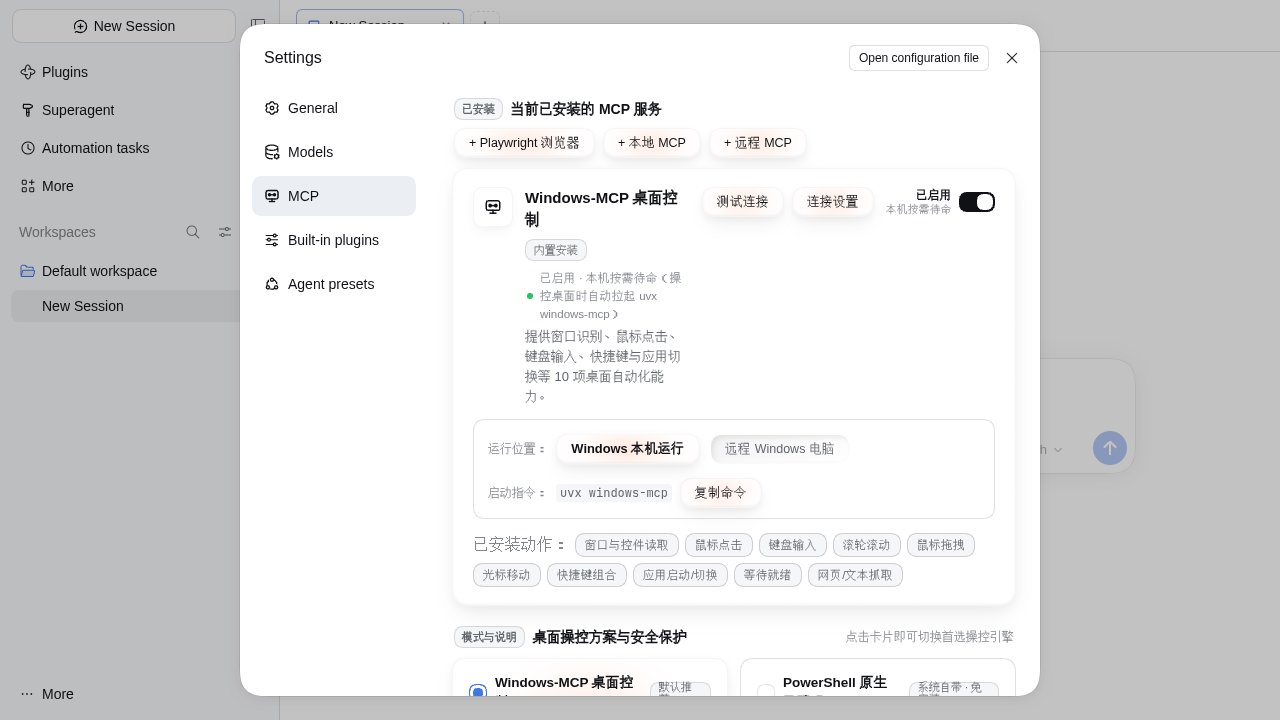 New Session
New Session
Settings
Open configuration file
Plugins
Superagent
Automation tasks
More
Workspaces
Default workspace
New Session
More
General
Models
MCP
Built-in plugins
Agent presets
已安装 当前已安装的 MCP 服务
+ Playwright 浏览器 + 本地 MCP + 远程 MCP
Windows-MCP 桌面控
制
测试连接 连接设置
已启用
本机按需待命
内置安装
已启用 · 本机按需待命（操
控桌面时自动拉起 uvx
windows-mcp）
提供窗口识别、鼠标点击、
键盘输入、快捷键与应用切
换等 10 项桌面自动化能
力。
运行位置： Windows 本机运行 远程 Windows 电脑
启动指令： uvx windows-mcp 复制命令
已安装动作： 窗口与控件读取 鼠标点击 键盘输入 滚轮滚动 鼠标拖拽
光标移动 快捷键组合 应用启动/切换 等待就绪 网页/文本抓取
模式与说明 桌面操控方案与安全保护 点击卡片即可切换首选操控引擎
Windows-MCP 桌面控
默认推
PowerShell 原生
系统自带 · 免